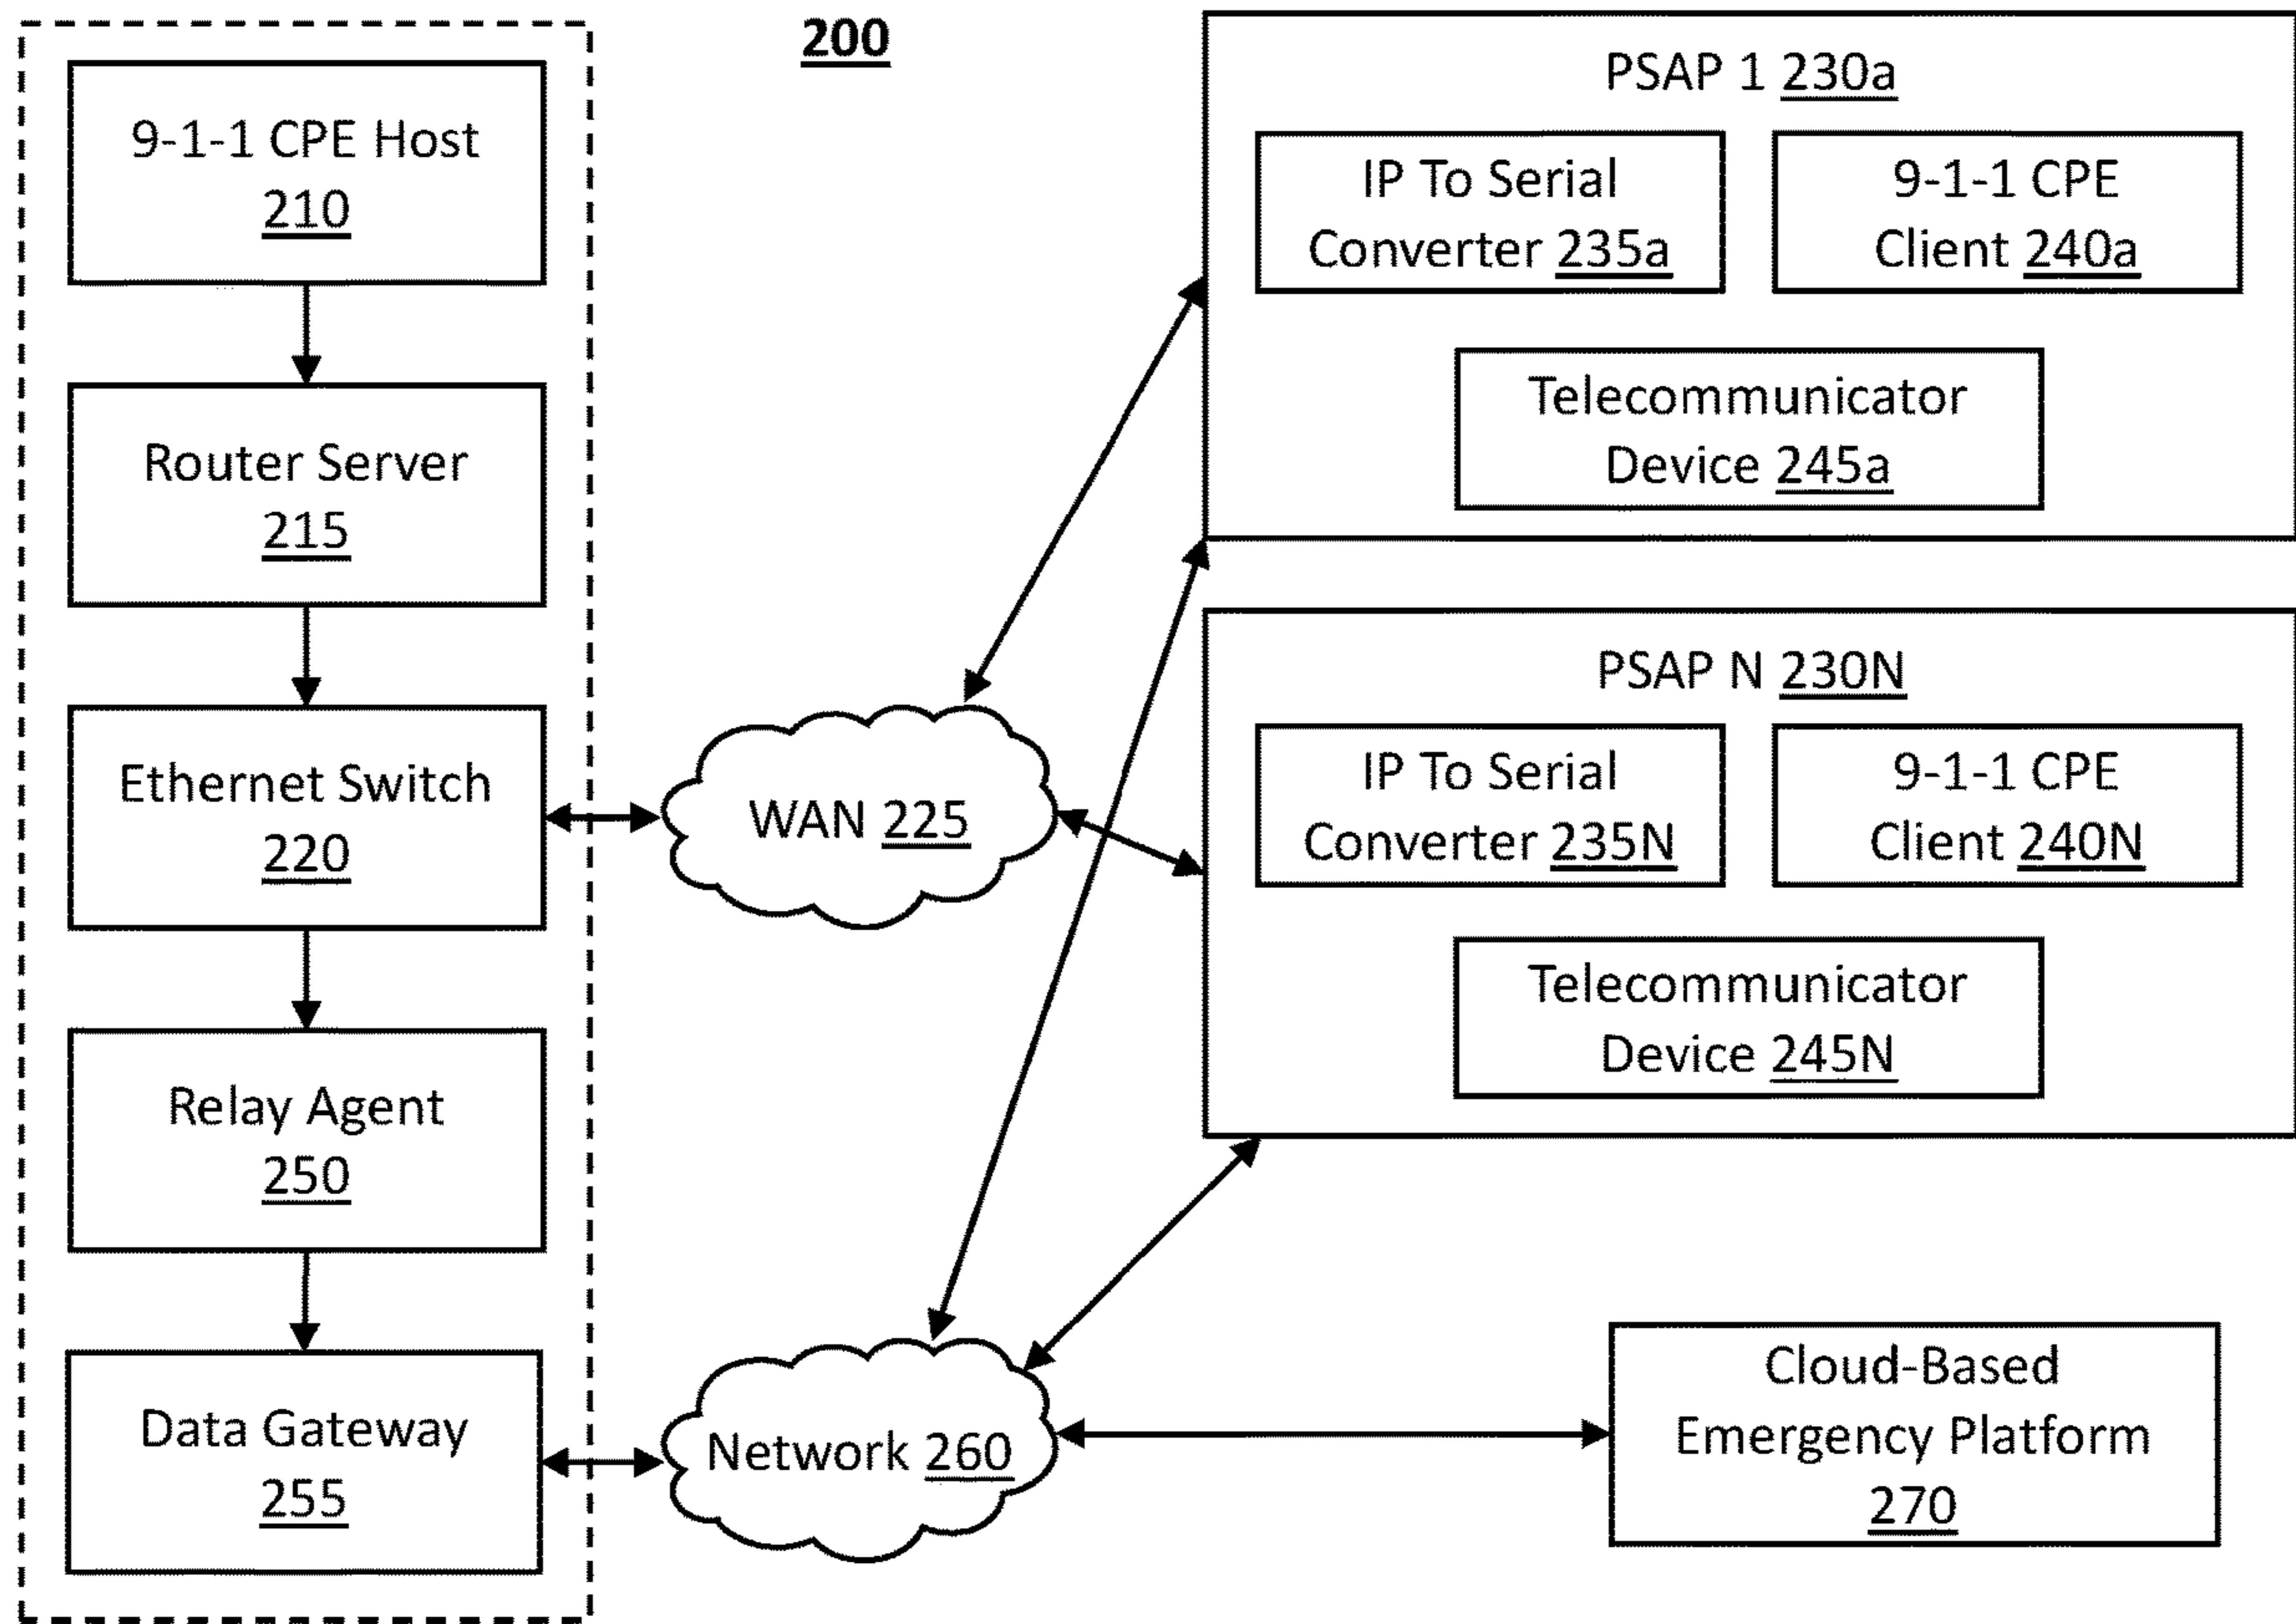 200
9-1-1 CPE Host
210
Router Server
215
Ethernet Switch
220
Relay Agent
250
Data Gateway
255
WAN 225
Network 260
PSAP 1 230a
IP To Serial
Converter 235a
9-1-1 CPE
Client 240a
Telecommunicator
Device 245a
PSAP N 230N
IP To Serial
Converter 235N
9-1-1 CPE
Client 240N
Telecommunicator
Device 245N
Cloud-Based
Emergency Platform
270